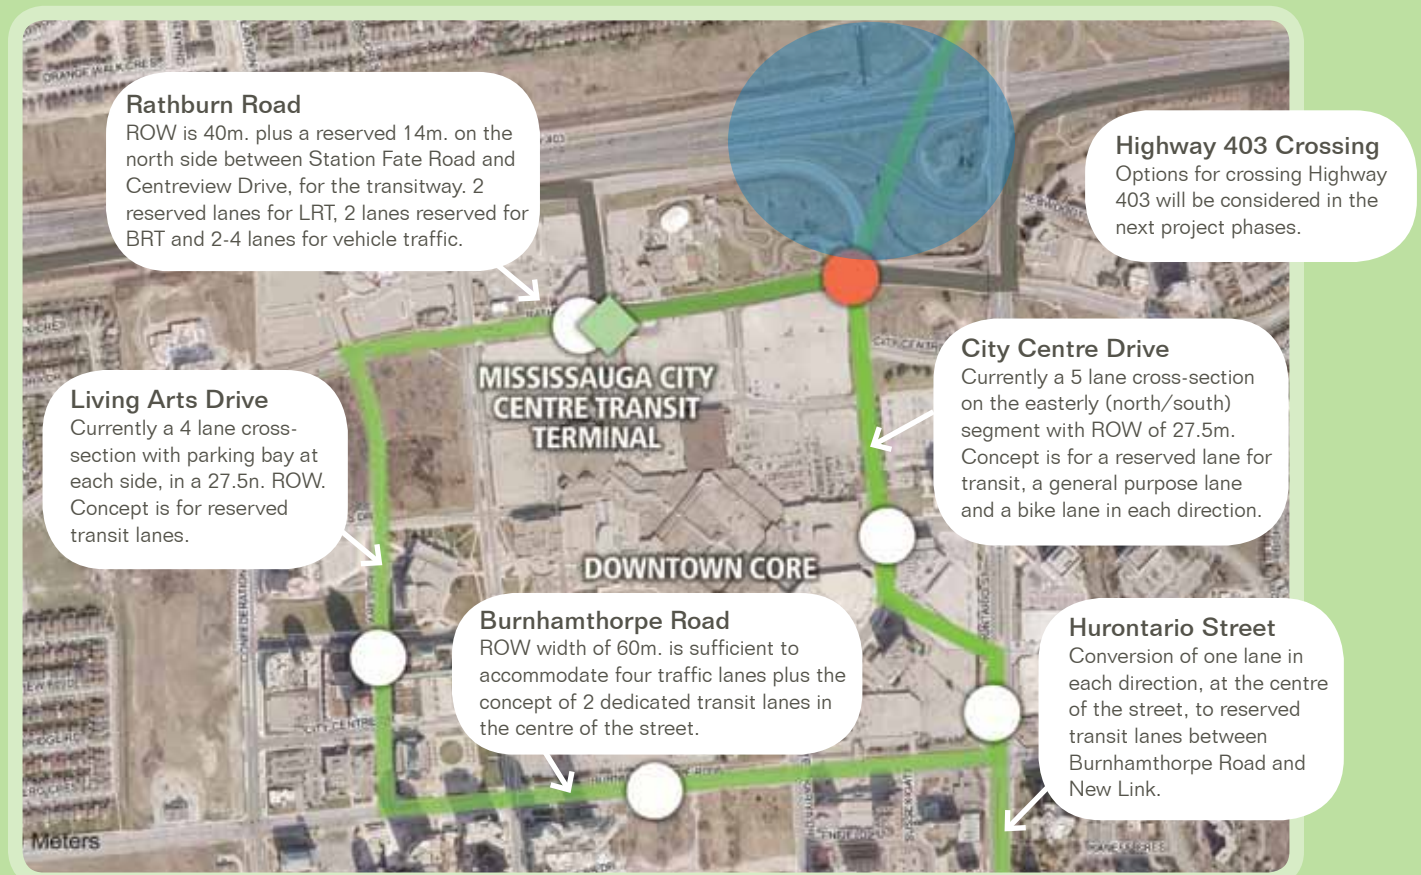 ORANGE WALK CRES
Rathburn Road
ROW is 40m. plus a reserved 14m. on the
north side between Station Fate Road and
Centreview Drive, for the transitway. 2
reserved lanes for LRT, 2 lanes reserved for
BRT and 2-4 lanes for vehicle traffic.
403
Highway 403 Crossing
Options for crossing Highway
403 will be considered in the
next project phases.
MISSISSAUGA CITY
CENTRE TRANSIT
TERMINAL
City Centre Drive
Currently a 5 lane cross-section
on the easterly (north/south)
segment with ROW of 27.5m.
Concept is for a reserved lane for
transit, a general purpose lane
and a bike lane in each direction.
Living Arts Drive
Currently a 4 lane cross-
section with parking bay at
each side, in a 27.5n. ROW.
Concept is for reserved
transit lanes.
DOWNTOWN CORE
CONFEDERATION
Burnhamthorpe Road
ROW width of 60m. is sufficient to
accommodate four traffic lanes plus the
concept of 2 dedicated transit lanes in
the centre of the street.
Hurontario Street
Conversion of one lane in
each direction, at the centre
of the street, to reserved
transit lanes between
Burnhamthorpe Road and
New Link.
CITY CENTRE
Meters